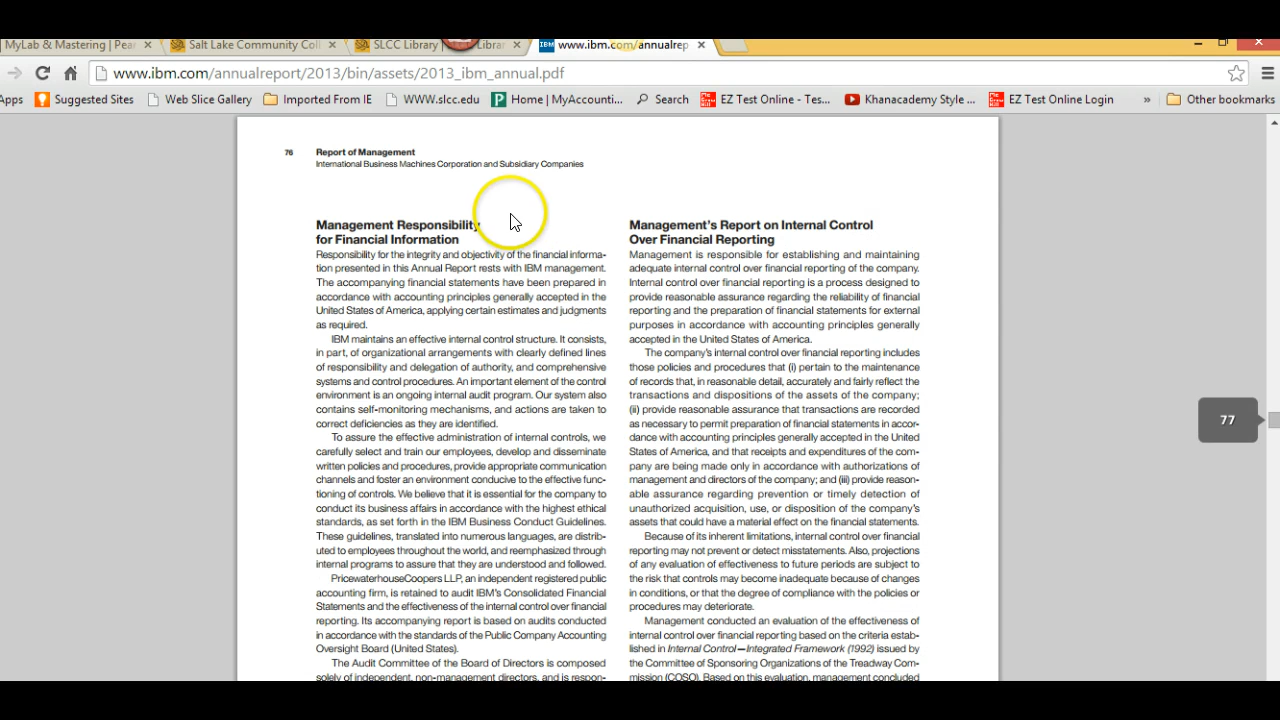 MyLab & Mastering | Pear
Salt Lake Community Coll
SLCC Library
Librar
www.ibm.com/annualrep
www.ibm.com/annualreport/2013/bin/assets/2013_ibm_annual.pdf
Apps
Suggested Sites
Web Slice Gallery
Imported From IE
WWW.slcc.edu
Home | MyAccounti...
Search
EZ Test Online - Tes...
Khanacademy Style ...
EZ Test Online Login
»
Other bookmarks
76
Report of Management
International Business Machines Corporation and Subsidiary Companies
Management Responsibility
for Financial Information
Responsibility for the integrity and objectivity of the financial informa-
tion presented in this Annual Report rests with IBM management.
The accompanying financial statements have been prepared in
accordance with accounting principles generally accepted in the
United States of America, applying certain estimates and judgments
as required.
IBM maintains an effective internal control structure. It consists,
in part, of organizational arrangements with clearly defined lines
of responsibility and delegation of authority, and comprehensive
systems and control procedures. An important element of the control
environment is an ongoing internal audit program. Our system also
contains self-monitoring mechanisms, and actions are taken to
correct deficiencies as they are identified.
To assure the effective administration of internal controls, we
carefully select and train our employees, develop and disseminate
written policies and procedures, provide appropriate communication
channels and foster an environment conducive to the effective func-
tioning of controls. We believe that it is essential for the company to
conduct its business affairs in accordance with the highest ethical
standards, as set forth in the IBM Business Conduct Guidelines.
These guidelines, translated into numerous languages, are distrib-
uted to employees throughout the world, and reemphasized through
internal programs to assure that they are understood and followed.
PricewaterhouseCoopers LLP, an independent registered public
accounting firm, is retained to audit IBM's Consolidated Financial
Statements and the effectiveness of the internal control over financial
reporting. Its accompanying report is based on audits conducted
in accordance with the standards of the Public Company Accounting
Oversight Board (United States).
The Audit Committee of the Board of Directors is composed
solely of independent, non-management directors, and is respon-
Management's Report on Internal Control
Over Financial Reporting
Management is responsible for establishing and maintaining
adequate internal control over financial reporting of the company.
Internal control over financial reporting is a process designed to
provide reasonable assurance regarding the reliability of financial
reporting and the preparation of financial statements for external
purposes in accordance with accounting principles generally
accepted in the United States of America.
The company's internal control over financial reporting includes
those policies and procedures that (i) pertain to the maintenance
of records that, in reasonable detail, accurately and fairly reflect the
transactions and dispositions of the assets of the company;
(ii) provide reasonable assurance that transactions are recorded
as necessary to permit preparation of financial statements in accor-
dance with accounting principles generally accepted in the United
States of America, and that receipts and expenditures of the com-
pany are being made only in accordance with authorizations of
management and directors of the company; and (iii) provide reason-
able assurance regarding prevention or timely detection of
unauthorized acquisition, use, or disposition of the company's
assets that could have a material effect on the financial statements.
Because of its inherent limitations, internal control over financial
reporting may not prevent or detect misstatements. Also, projections
of any evaluation of effectiveness to future periods are subject to
the risk that controls may become inadequate because of changes
in conditions, or that the degree of compliance with the policies or
procedures may deteriorate.
Management conducted an evaluation of the effectiveness of
internal control over financial reporting based on the criteria estab-
lished in Internal Control—Integrated Framework (1992) issued by
the Committee of Sponsoring Organizations of the Treadway Com-
mission (COSO). Based on this evaluation, management concluded
77